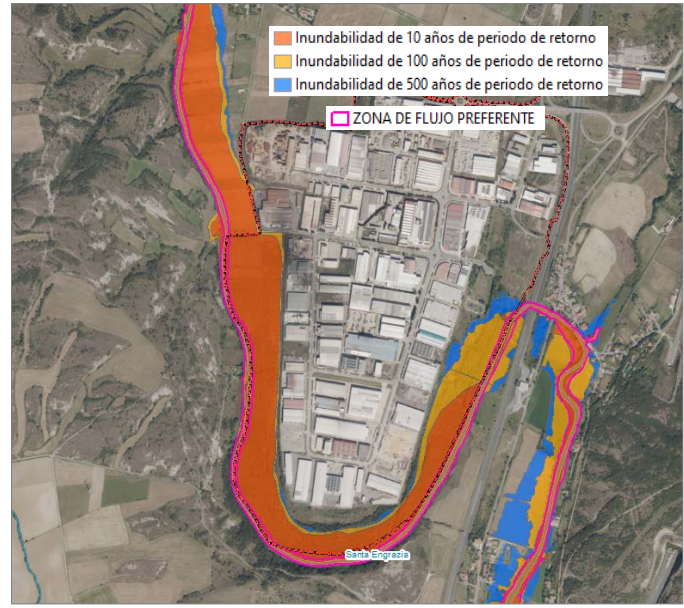 Inundabilidad de 10 años de periodo de retorno
Inundabilidad de 100 años de periodo de retorno
Inundabilidad de 500 años de periodo de retorno
ZONA DE FLUJO PREFERENTE
Santa Engrazia